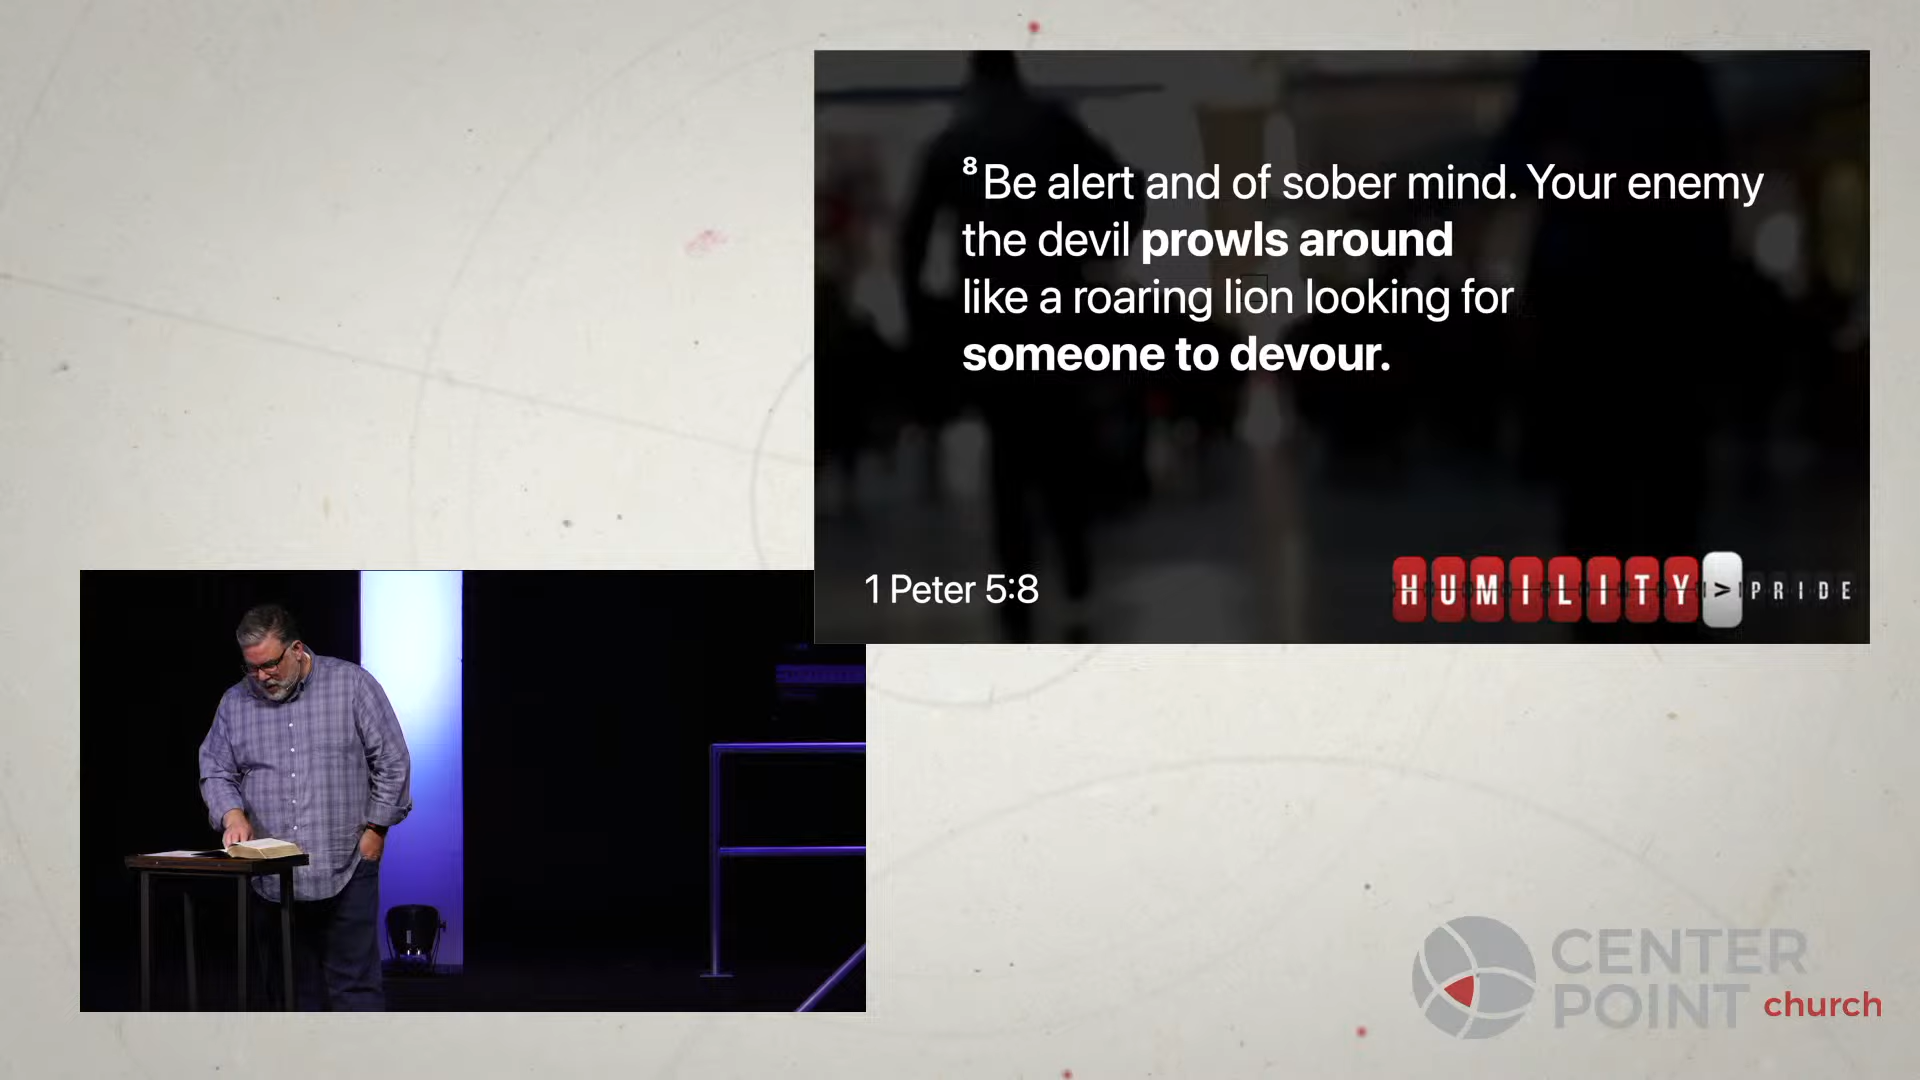 ⁸ Be alert and of sober mind. Your enemy
the devil prowls around
like a roaring lion looking for
someone to devour.
1 Peter 5:8
HUMILITY > PRIDE
CENTER
POINT church